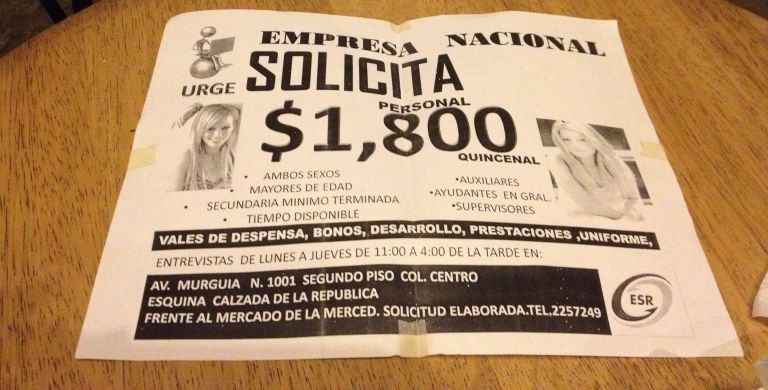 EMPRESA NACIONAL
URGE SOLICITA
PERSONAL
$1,800
QUINCENAL
• AMBOS SEXOS
• MAYORES DE EDAD
• SECUNDARIA MINIMO TERMINADA
• TIEMPO DISPONIBLE
•AUXILIARES
•AYUDANTES EN GRAL.
•SUPERVISORES
VALES DE DESPENSA, BONOS, DESARROLLO, PRESTACIONES ,UNIFORME,
ENTREVISTAS DE LUNES A JUEVES DE 11:00 A 4:00 DE LA TARDE EN:
AV. MURGUIA N. 1001 SEGUNDO PISO COL. CENTRO
ESQUINA CALZADA DE LA REPUBLICA
FRENTE AL MERCADO DE LA MERCED. SOLICITUD ELABORADA.TEL,2257249
ESR